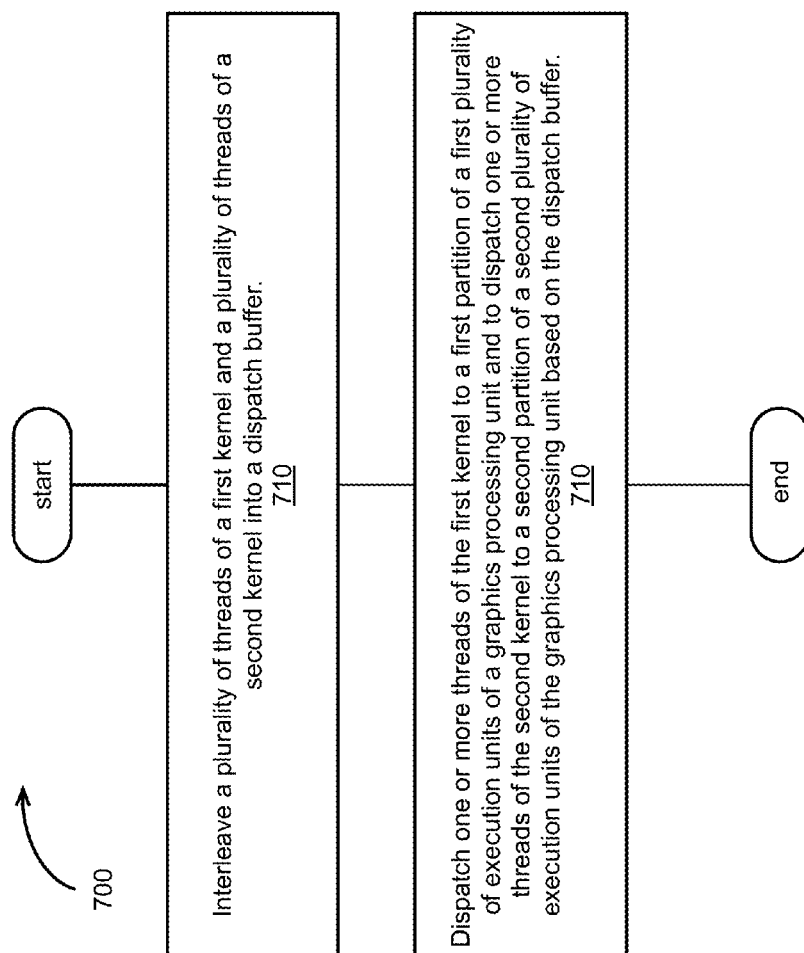 700
start
Interleave a plurality of threads of a first kernel and a plurality of threads of a
second kernel into a dispatch buffer.
710
Dispatch one or more threads of the first kernel to a first partition of a first plurality
of execution units of a graphics processing unit and to dispatch one or more
threads of the second kernel to a second partition of a second plurality of
execution units of the graphics processing unit based on the dispatch buffer.
710
end